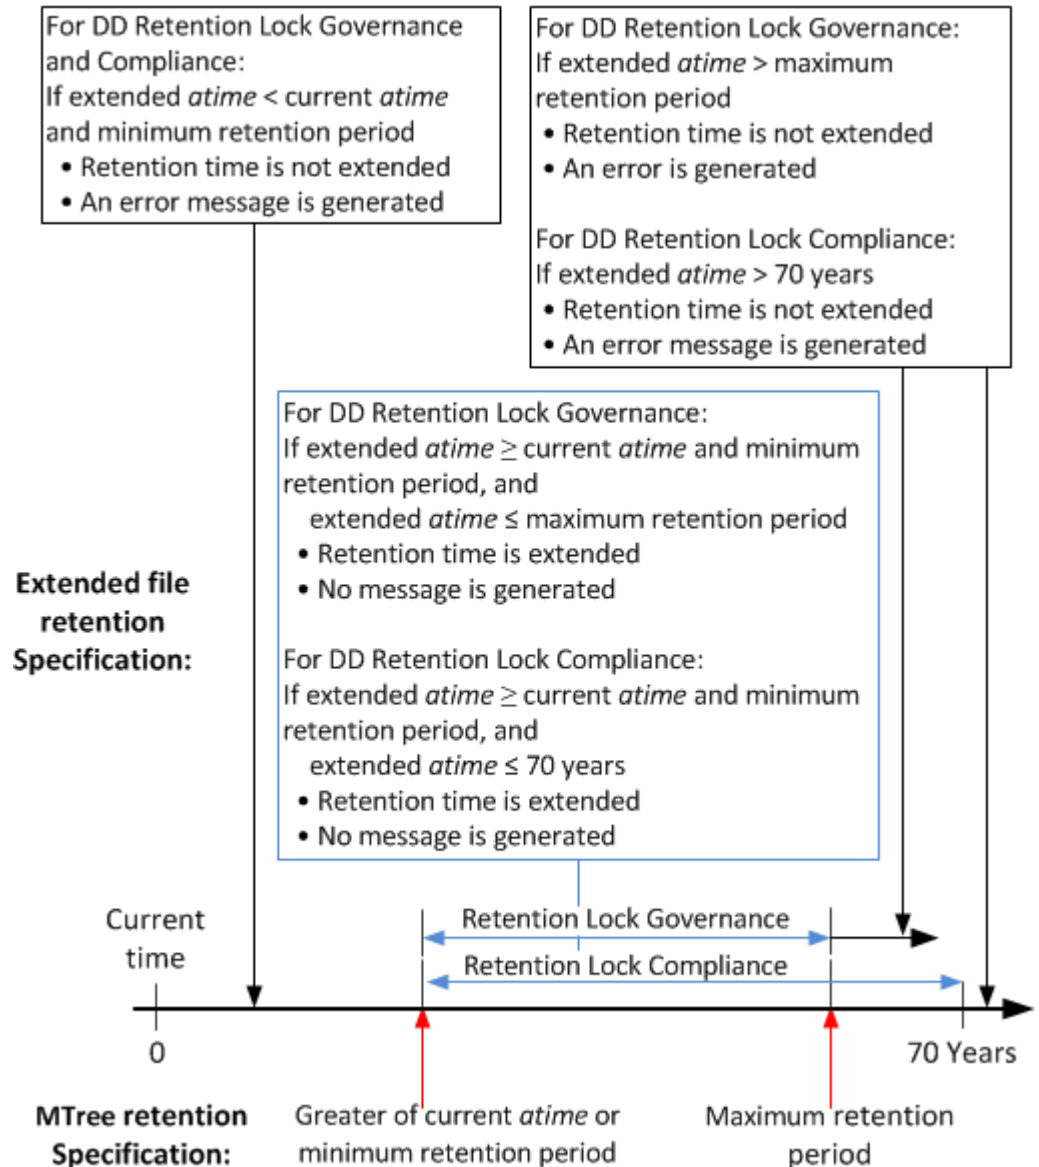 For DD Retention Lock Governance
and Compliance:
If extended atime < current atime
and minimum retention period
• Retention time is not extended
• An error message is generated
For DD Retention Lock Governance:
If extended atime > maximum
retention period
• Retention time is not extended
• An error is generated
For DD Retention Lock Compliance:
If extended atime > 70 years
• Retention time is not extended
• An error message is generated
For DD Retention Lock Governance:
If extended atime ≥ current atime and minimum
retention period, and
extended atime ≤ maximum retention period
• Retention time is extended
• No message is generated
For DD Retention Lock Compliance:
If extended atime ≥ current atime and minimum
retention period, and
extended atime ≤ 70 years
• Retention time is extended
• No message is generated
Extended file
retention
Specification:
Current
time
Retention Lock Governance
Retention Lock Compliance
0
70 Years
MTree retention
Specification:
Greater of current atime or
minimum retention period
Maximum retention
period